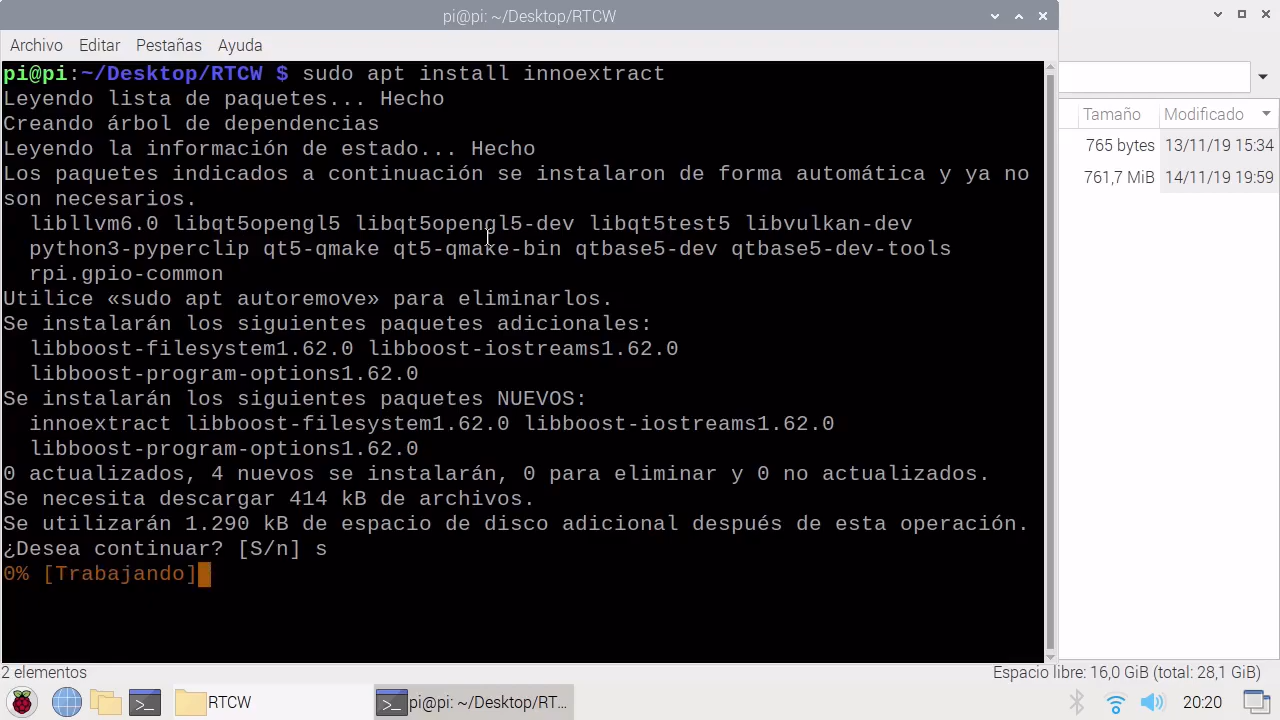 pi@pi: ~/Desktop/RTCW
Archivo Editar Pestañas Ayuda
pi@pi:~/Desktop/RTCW $ sudo apt install innoextract
Leyendo lista de paquetes... Hecho
Creando árbol de dependencias
Leyendo la información de estado... Hecho
Los paquetes indicados a continuación se instalaron de forma automática y ya no
son necesarios.
libllvm6.0 libqt5opengl5 libqt5opengl5-dev libqt5test5 libvulkan-dev
python3-pyperclip qt5-qmake qt5-qmake-bin qtbase5-dev qtbase5-dev-tools
rpi.gpio-common
Utilice «sudo apt autoremove» para eliminarlos.
Se instalarán los siguientes paquetes adicionales:
libboost-filesystem1.62.0 libboost-iostreams1.62.0
libboost-program-options1.62.0
Se instalarán los siguientes paquetes NUEVOS:
innoextract libboost-filesystem1.62.0 libboost-iostreams1.62.0
libboost-program-options1.62.0
0 actualizados, 4 nuevos se instalarán, 0 para eliminar y 0 no actualizados.
Se necesita descargar 414 kB de archivos.
Se utilizarán 1.290 kB de espacio de disco adicional después de esta operación.
¿Desea continuar? [S/n] s
0% [Trabajando]
Tamaño Modificado
765 bytes 13/11/19 15:34
761,7 MiB 14/11/19 19:59
2 elementos Espacio libre: 16,0 GiB (total: 28,1 GiB)
RTCW pi@pi: ~/Desktop/RT... 20:20